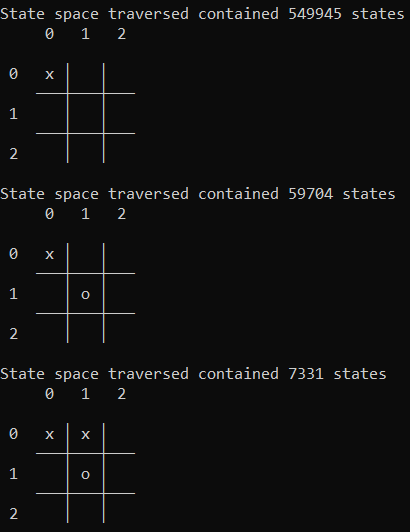 State space traversed contained 549945 states
0 1 2
0 x
1
2
State space traversed contained 59704 states
0 1 2
0 x
1 o
2
State space traversed contained 7331 states
0 1 2
0 x x
1 o
2